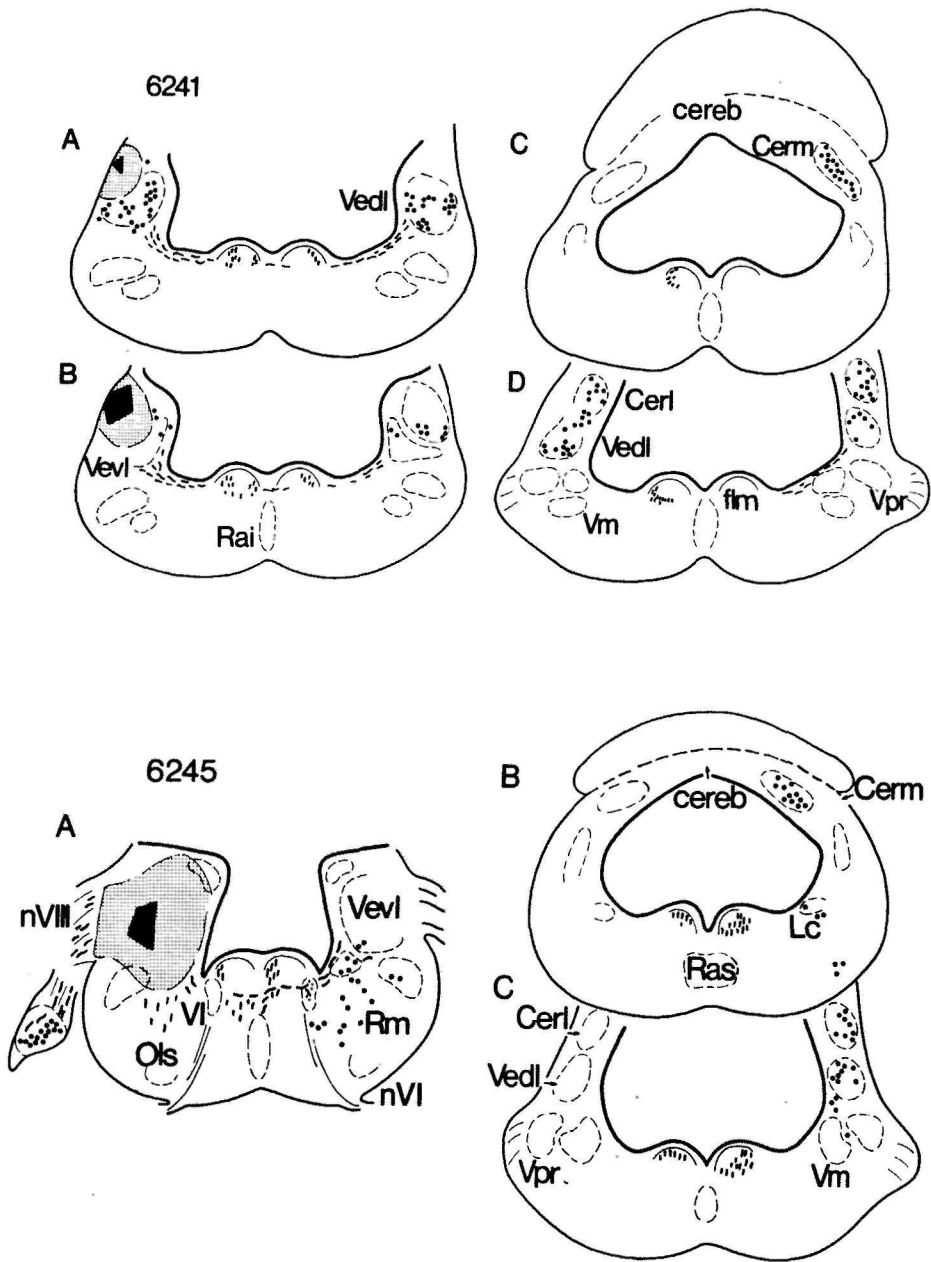 6241
A
Vedl
B
Vevl
Rai
C
cereb
Cerm
D
Cerl
Vedl
Vm
flm
Vpr
6245
A
nVIII
VI
Ols
Vevl
Rm
nVI
B
cereb
Cerm
Lc
Ras
C
Cerl
Vedl
Vpr
Vm